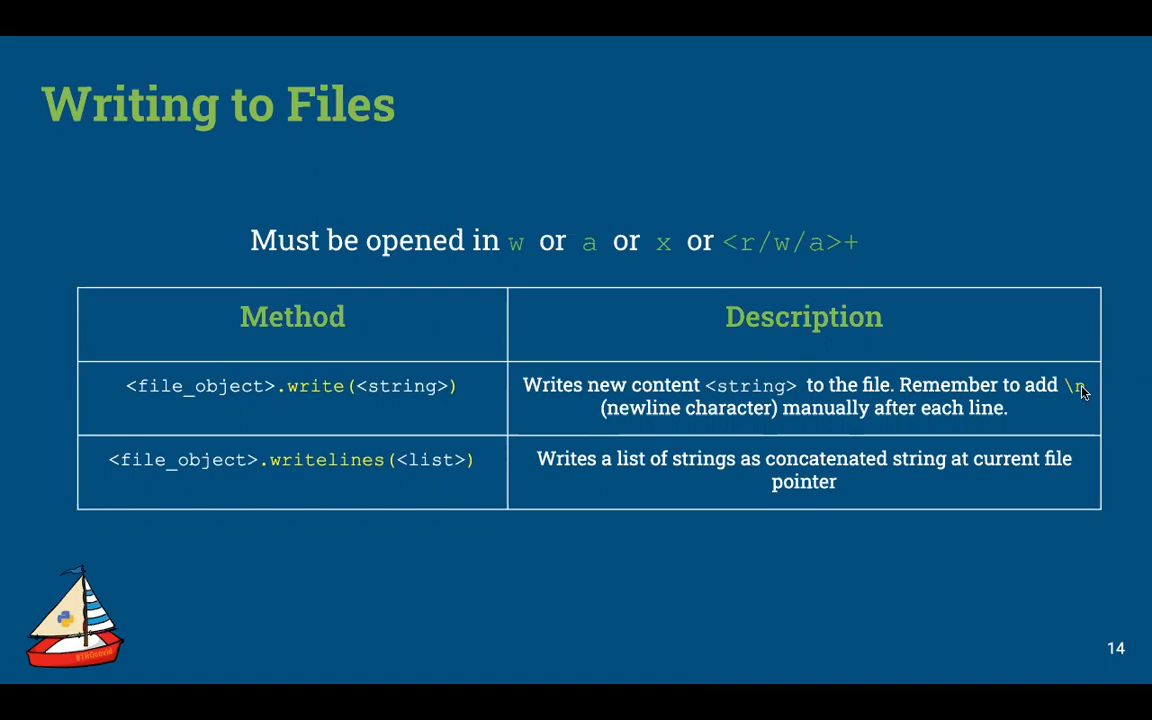 Writing to Files
Must be opened in w or a or x or <r/w/a>+
Method
Description
<file_object>.write(<string>)
Writes new content <string> to the file. Remember to add \n
(newline character) manually after each line.
<file_object>.writelines(<list>)
Writes a list of strings as concatenated string at current file
pointer
14